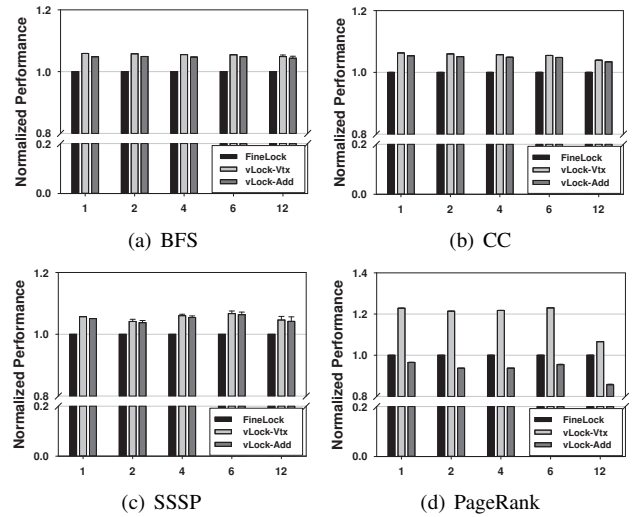 Normalized Performance
1.2
1.0
0.8
0.2
0.0
FineLock
vLock-Vtx
vLock-Add
1 2 4 6 12
(a) BFS
Normalized Performance
1.2
1.0
0.8
0.2
0.0
FineLock
vLock-Vtx
vLock-Add
1 2 4 6 12
(b) CC
Normalized Performance
1.2
1.0
0.8
0.2
0.0
FineLock
vLock-Vtx
vLock-Add
1 2 4 6 12
(c) SSSP
Normalized Performance
1.4
1.2
1.0
0.8
0.2
0.0
FineLock
vLock-Vtx
vLock-Add
1 2 4 6 12
(d) PageRank